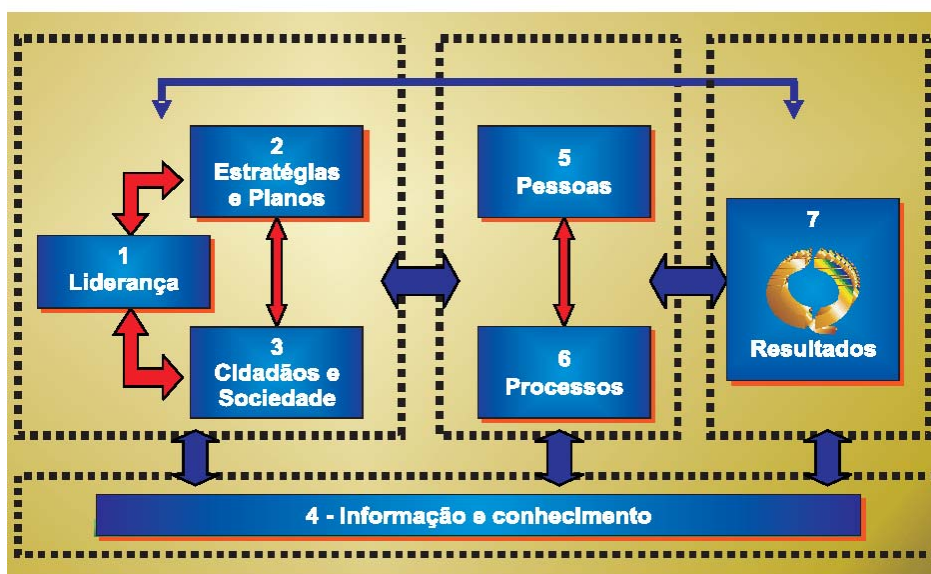 1
Liderança
2
Estratégias
e Planos
3
Cidadãos e
Sociedade
5
Pessoas
6
Processos
7
Resultados
4 - Informação e conhecimento